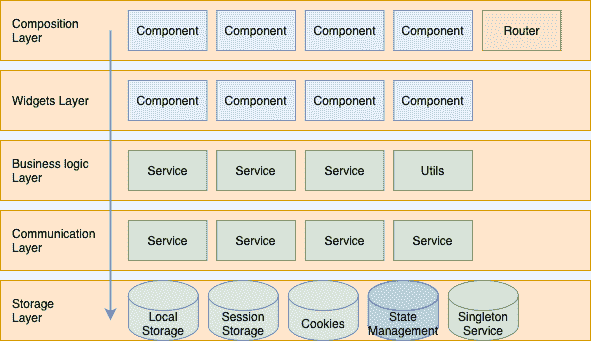 Composition
Layer
Component
Component
Component
Component
Router
Widgets Layer
Component
Component
Component
Component
Business logic
Layer
Service
Service
Service
Utils
Communication
Layer
Service
Service
Service
Service
Storage
Layer
Local
Storage
Session
Storage
Cookies
State
Management
Singleton
Service